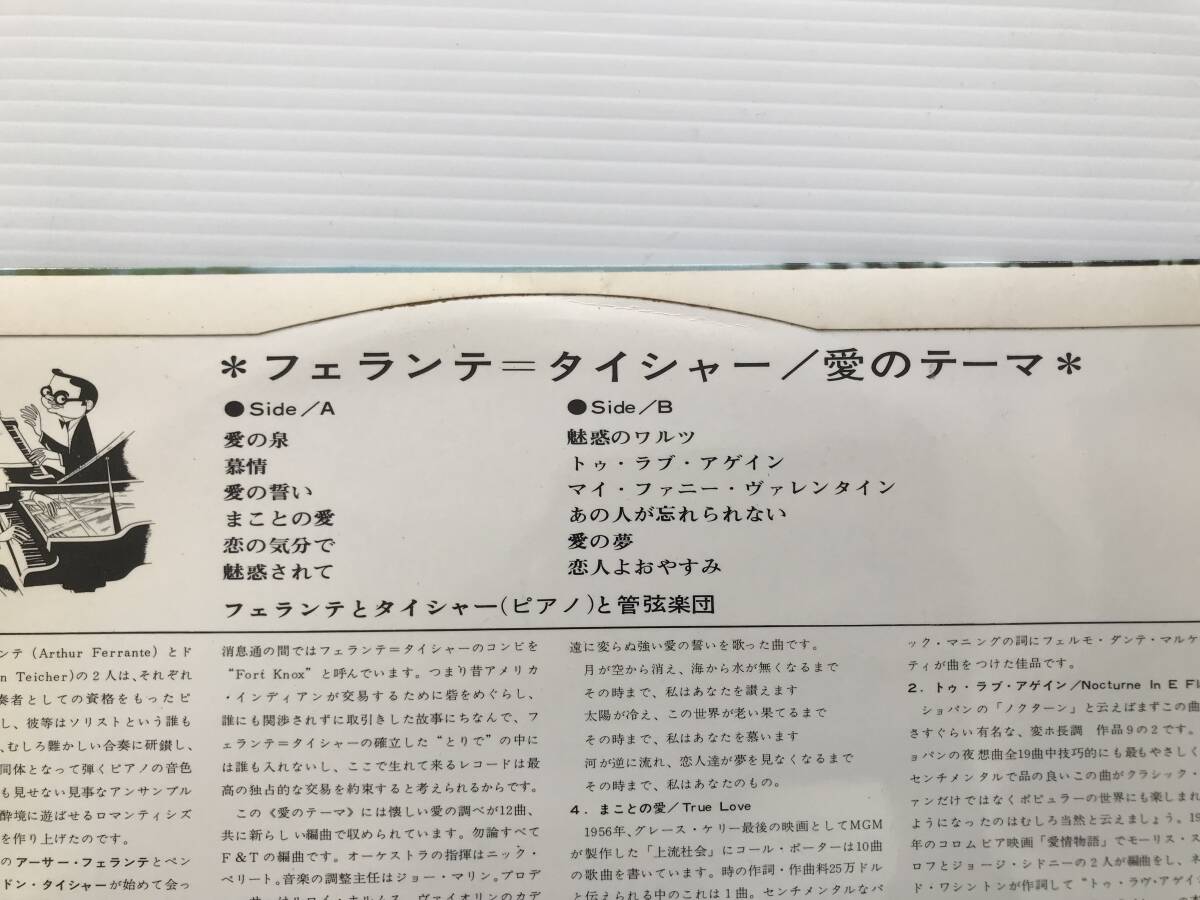 ＊フェランテ＝タイシャー／愛のテーマ＊
●Side／A
愛の泉
慕情
愛の誓い
まことの愛
恋の気分で
魅惑されて
●Side／B
魅惑のワルツ
トゥ・ラブ・アゲイン
マイ・ファニー・ヴァレンタイン
あの人が忘れられない
愛の夢
恋人よおやすみ
フェランテとタイシャー(ピアノ)と管弦楽団
ンテ (Arthur Ferrante) とド
n Teicher)の2人は、それぞれ
奏者としての資格をもったピ
し、彼等はソリストという誰も
、むしろ難かしい合奏に研鑚し、
同体となって弾くピアノの音色
も見せない見事なアンサンブル
酔境に遊ばせるロマンティシズ
を作り上げたのです。
のアーサー・フェランテとペン
ドン・タイシャーが始めて会っ
消息通の間ではフェランテ＝タイシャーのコンビを
“Fort Knox” と呼んでいます。つまり昔アメリカ
・インディアンが交易するために砦をめぐらし、
誰にも関渉されずに取引きした故事にちなんで、フ
ェランテ＝タイシャーの確立した “とりで” の中に
は誰も入れないし、ここで生れて来るレコードは最
高の独占的な交易を約束すると考えられるからです。
この《愛のテーマ》には懐しい愛の調べが12曲、
共に新らしい編曲で収められています。勿論すべて
F＆Tの編曲です。オーケストラの指揮はニック・
ペリート。音楽の調整主任はジョー・マリン。プロデ
ーサーはルロイ・ホルムス、ヴァイオリンのカデ
遠に変らぬ強い愛の誓いを歌った曲です。
月が空から消え、海から水が無くなるまで
その時まで、私はあなたを讃えます
太陽が冷え、この世界が老い果てるまで
その時まで、私はあなたを慕います
河が逆に流れ、恋人達が夢を見なくなるまで
その時まで、私はあなたのもの。
4．まことの愛／True Love
1956年、グレース・ケリー最後の映画としてMGM
が製作した「上流社会」にコール・ポーターは10曲
の歌曲を書いています。時の作詞・作曲料25万ドル
と伝えられる中のこれは1曲。センチメンタルなバ
ック・マニングの詞にフェルモ・ダンテ・マルケ
ティが曲をつけた佳品です。
2．トゥ・ラブ・アゲイン／Nocturne In E Fl
ショパンの「ノクターン」と云えばまずこの曲を
さすぐらい有名な、変ホ長調 作品9の2です。
ョパンの夜想曲全19曲中技巧的にも最もやさしく
センチメンタルで品の良いこの曲がクラシック・
ァンだけではなくポピュラーの世界にも楽しまれ
ようになったのはむしろ当然と云えましょう。19
年のコロムビア映画「愛情物語」でモーリス・ス
ロフとジョージ・シドニーの2人が編曲をし、ネ
ド・ワシントンが作詞して “トゥ・ラヴ・アゲイ